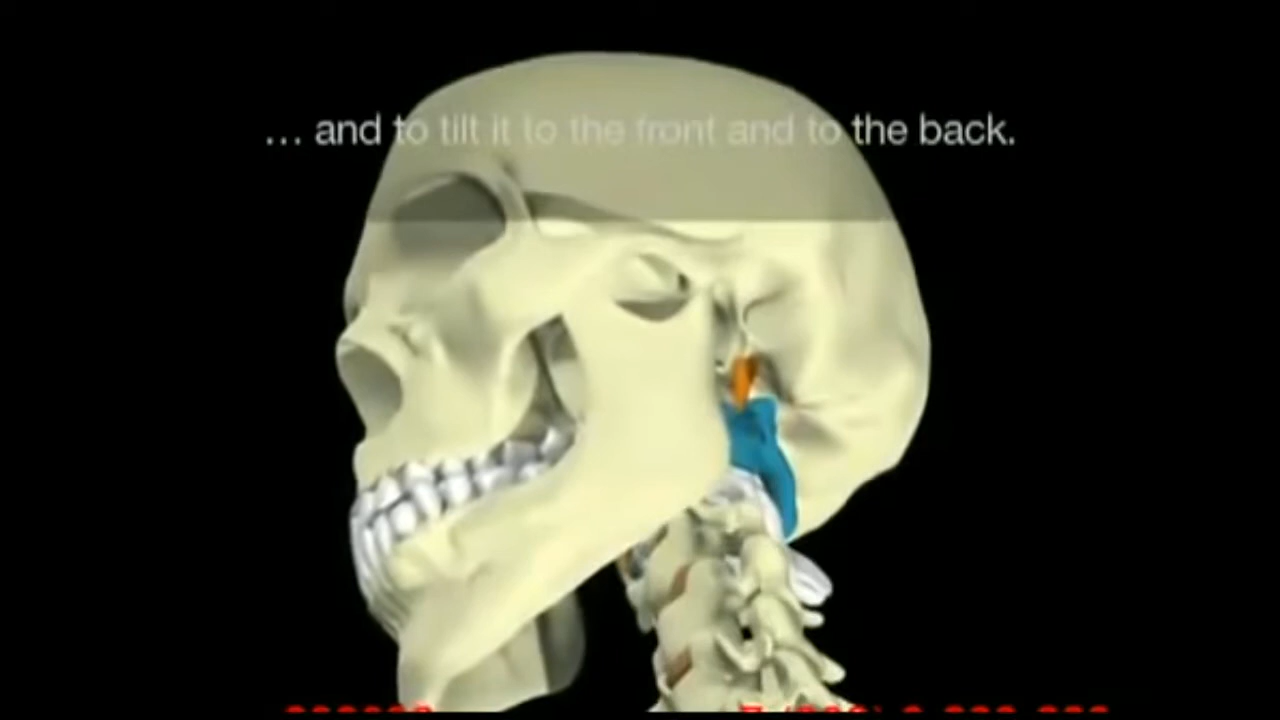 … and to tilt it to the front and to the back.